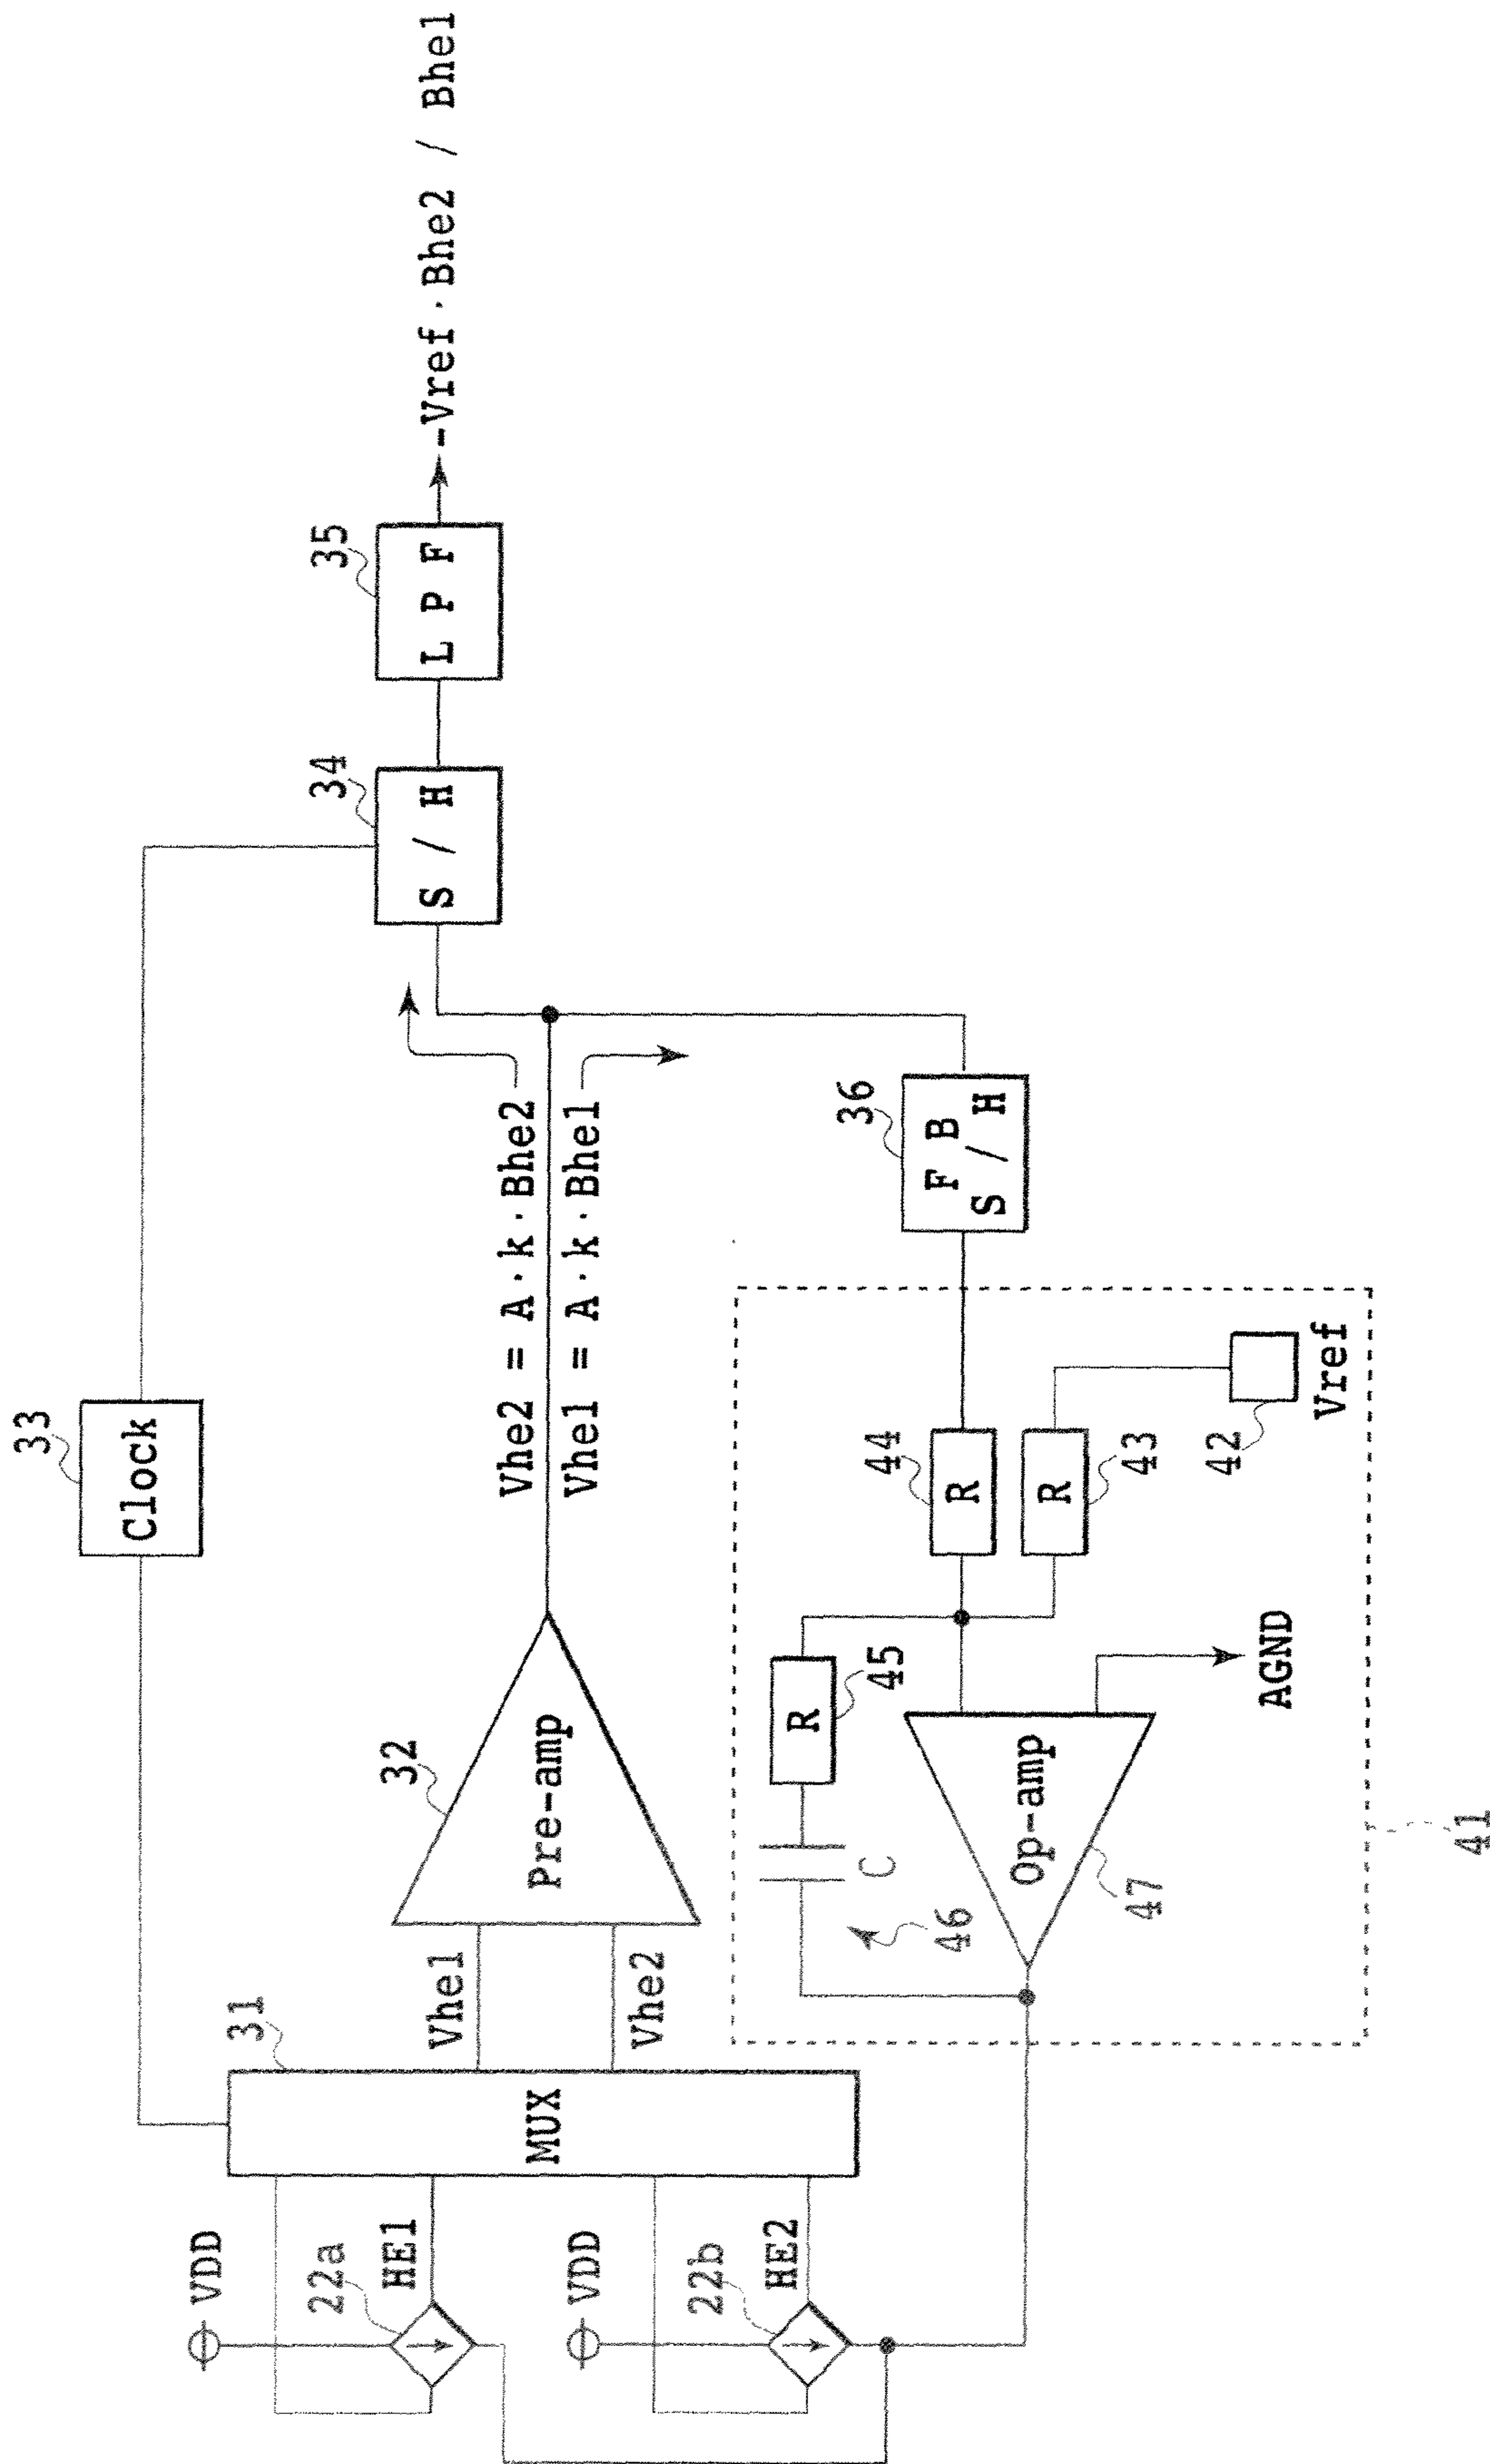 33
Clock
VDD
22a
HE1
VDD
22b
HE2
31
MUX
Vhe1
Vhe2
32
Pre-amp
Vhe2 = A·k·Bhe2
Vhe1 = A·k·Bhe1
34
S / H
35
L P F
-Vref·Bhe2 / Bhe1
36
F B
S / H
44
R
R
43
42
Vref
R
45
C
46
Op-amp
47
AGND
41